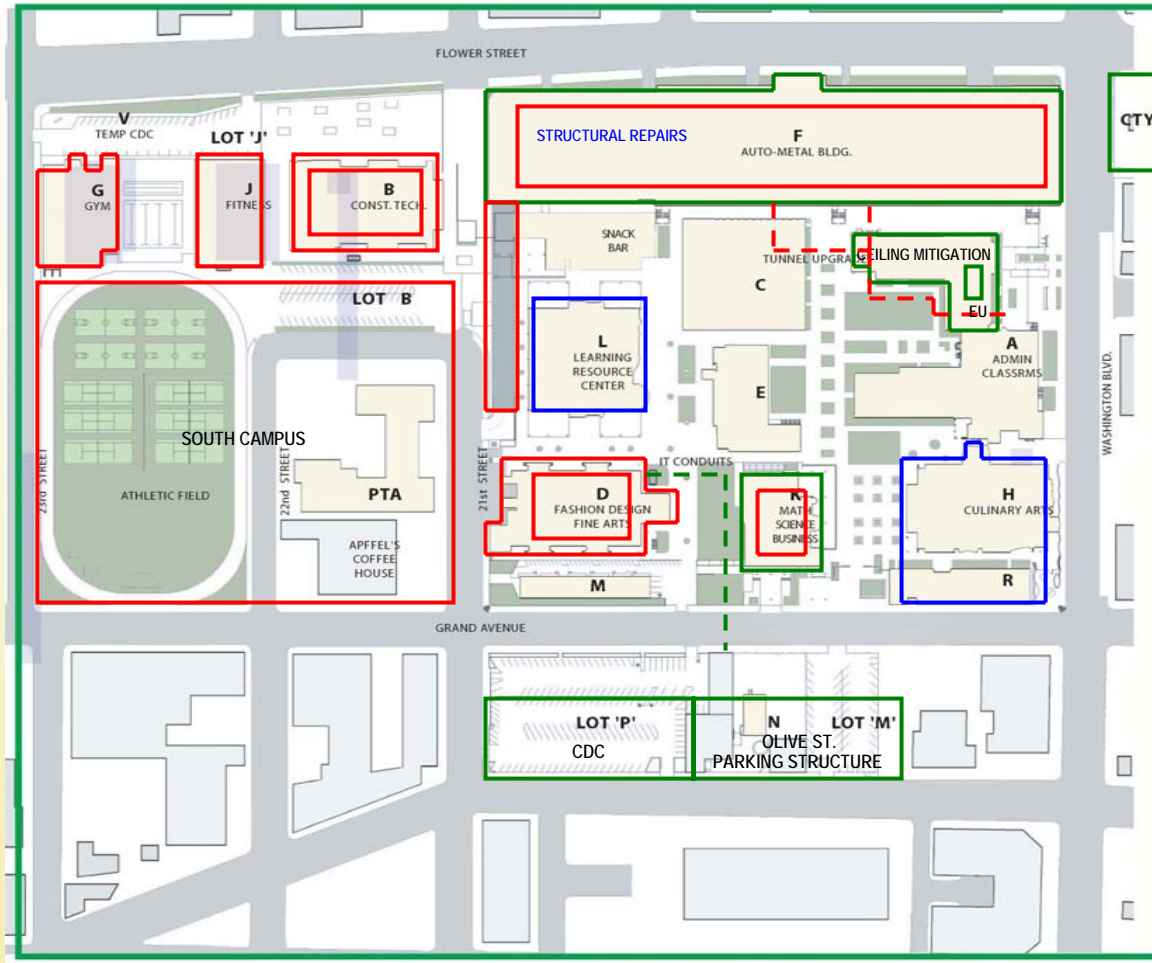 FLOWER STREET
V
TEMP CDC
LOT 'J'
G
GYM
J
FITNESS
B
CONST. TECH.
STRUCTURAL REPAIRS
F
AUTO-METAL BLDG.
CTY
SNACK
BAR
TUNNEL UPGRADE
CEILING MITIGATION
C
EU
LOT B
L
LEARNING
RESOURCE
CENTER
E
A
ADMIN
CLASSRMS
WASHINGTON BLVD.
SOUTH CAMPUS
23rd STREET
ATHLETIC FIELD
22nd STREET
PTA
APFFEL'S
COFFEE
HOUSE
21st STREET
IT CONDUITS
D
FASHION DESIGN
FINE ARTS
K
MATH
SCIENCE
BUSINESS
H
CULINARY ARTS
M
R
GRAND AVENUE
LOT 'P'
CDC
N
LOT 'M'
OLIVE ST.
PARKING STRUCTURE